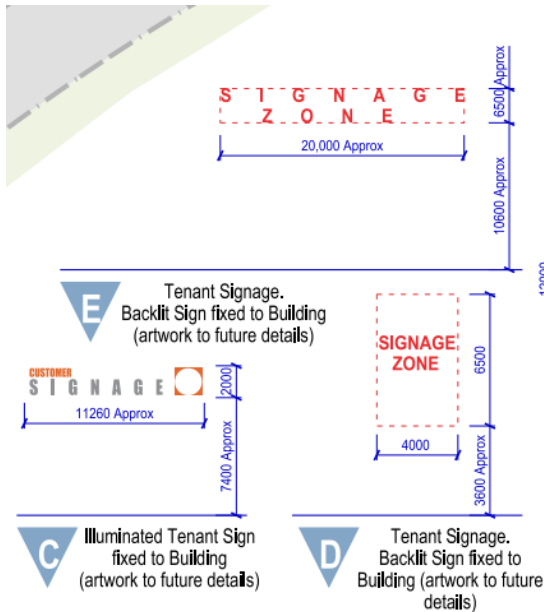 S I G N A G E
Z O N E
20,000 Approx
6500 Approx
10600 Approx
E
Tenant Signage.
Backlit Sign fixed to Building
(artwork to future details)
12000
CUSTOMER
S I G N A G E
11260 Approx
2000
7400 Approx
SIGNAGE
ZONE
6500
4000
3600 Approx
C
Illuminated Tenant Sign
fixed to Building
(artwork to future details)
D
Tenant Signage.
Backlit Sign fixed to
Building (artwork to future
details)